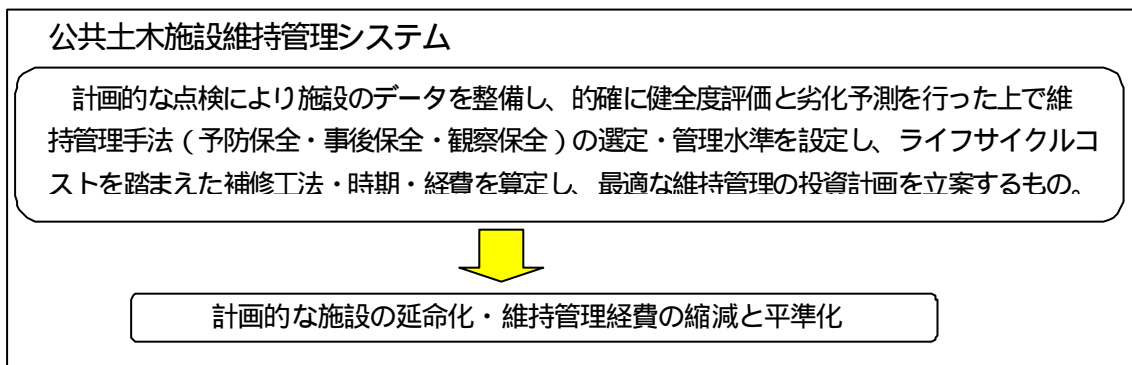 公共土木施設維持管理システム
計画的な点検により施設のデータを整備し、的確に健全度評価と劣化予測を行った上で維
持管理手法(予防保全・事後保全・観察保全)の選定・管理水準を設定し、ライフサイクルコ
ストを踏まえた補修工法・時期・経費を算定し、最適な維持管理の投資計画を立案するもの。
計画的な施設の延命化・維持管理経費の縮減と平準化